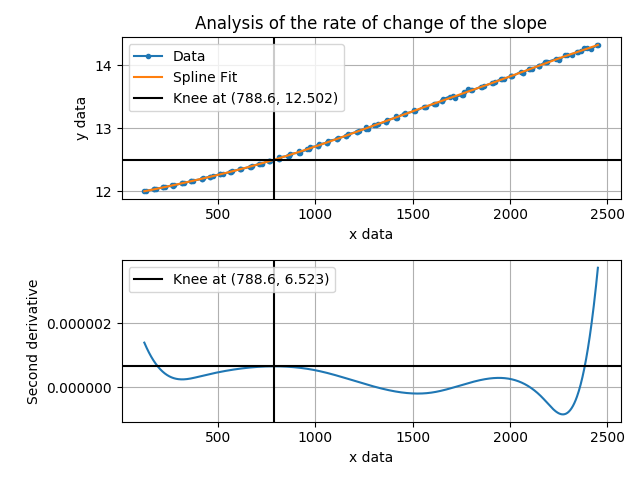 Analysis of the rate of change of the slope
Data
Spline Fit
Knee at (788.6, 12.502)
y data
14
13
12
500 1000 1500 2000 2500
x data
Knee at (788.6, 6.523)
Second derivative
0.000002
0.000000
500 1000 1500 2000 2500
x data